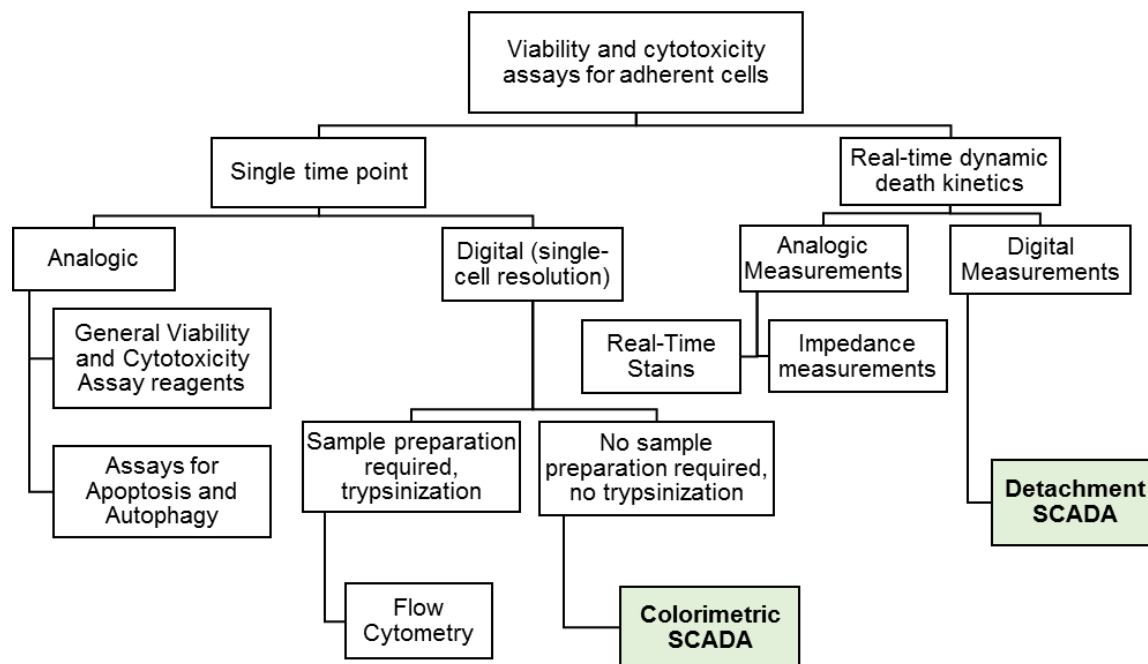 Viability and cytotoxicity
assays for adherent cells
Single time point
Real-time dynamic
death kinetics
Analogic
Digital (single-
cell resolution)
Analogic
Measurements
Digital
Measurements
General Viability
and Cytotoxicity
Assay reagents
Real-Time
Stains
Impedance
measurements
Assays for
Apoptosis and
Autophagy
Sample preparation
required,
trypsinization
No sample
preparation required,
no trypsinization
Detachment
SCADA
Flow
Cytometry
Colorimetric
SCADA